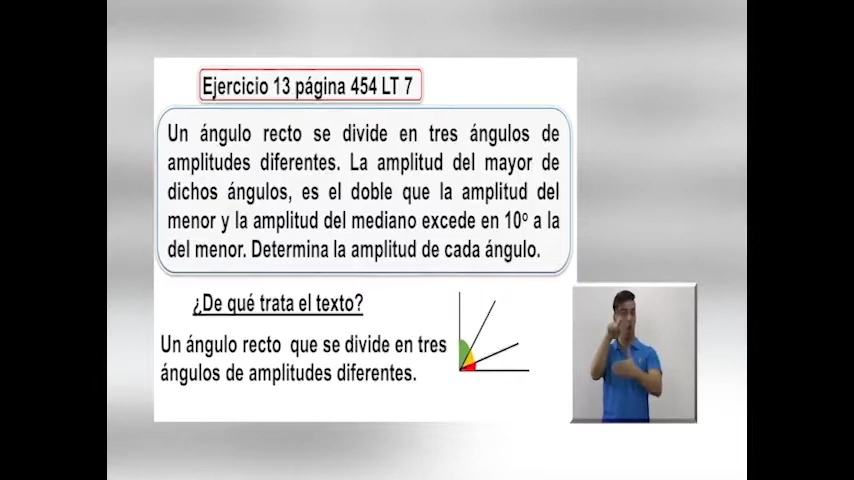 Ejercicio 13 página 454 LT 7
Un ángulo recto se divide en tres ángulos de
amplitudes diferentes. La amplitud del mayor de
dichos ángulos, es el doble que la amplitud del
menor y la amplitud del mediano excede en 10º a la
del menor. Determina la amplitud de cada ángulo.
¿De qué trata el texto?
Un ángulo recto que se divide en tres
ángulos de amplitudes diferentes.